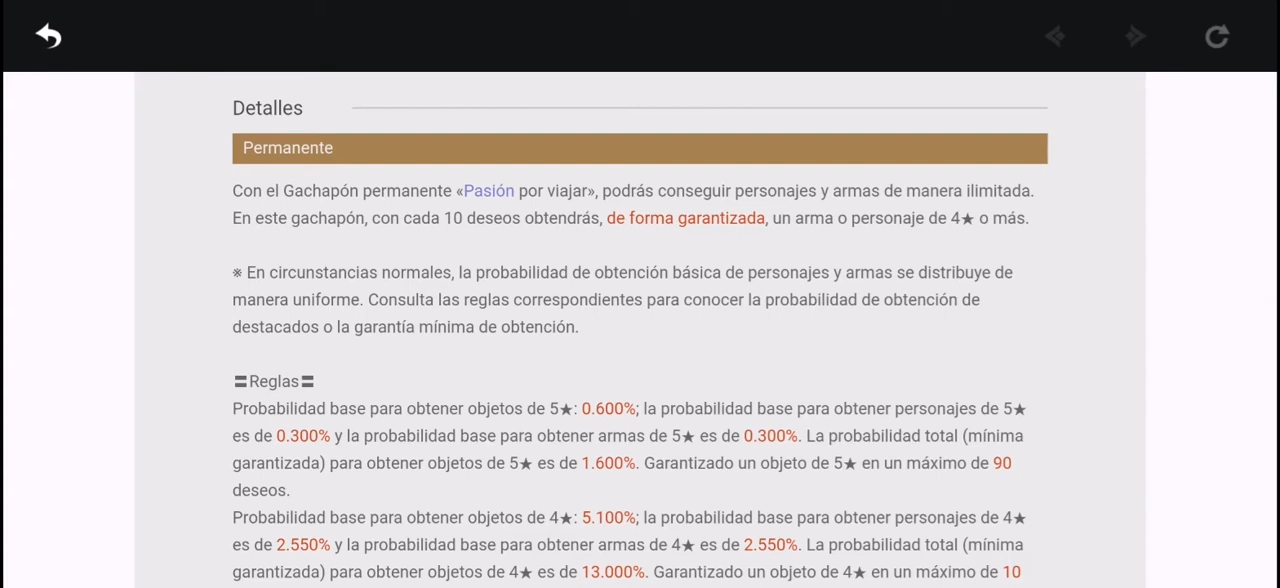 Detalles
Permanente
Con el Gachapón permanente «Pasión por viajar», podrás conseguir personajes y armas de manera ilimitada.
En este gachapón, con cada 10 deseos obtendrás, de forma garantizada, un arma o personaje de 4★ o más.
※ En circunstancias normales, la probabilidad de obtención básica de personajes y armas se distribuye de
manera uniforme. Consulta las reglas correspondientes para conocer la probabilidad de obtención de
destacados o la garantía mínima de obtención.
〓Reglas〓
Probabilidad base para obtener objetos de 5★: 0.600%; la probabilidad base para obtener personajes de 5★
es de 0.300% y la probabilidad base para obtener armas de 5★ es de 0.300%. La probabilidad total (mínima
garantizada) para obtener objetos de 5★ es de 1.600%. Garantizado un objeto de 5★ en un máximo de 90
deseos.
Probabilidad base para obtener objetos de 4★: 5.100%; la probabilidad base para obtener personajes de 4★
es de 2.550% y la probabilidad base para obtener armas de 4★ es de 2.550%. La probabilidad total (mínima
garantizada) para obtener objetos de 4★ es de 13.000%. Garantizado un objeto de 4★ en un máximo de 10